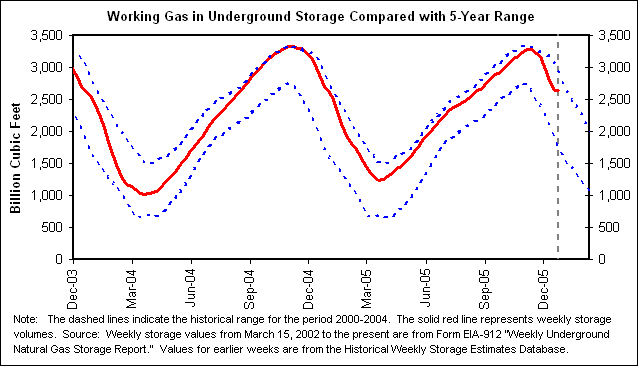 Working Gas in Underground Storage Compared with 5-Year Range
3,500
3,000
2,500
2,000
1,500
1,000
500
0
Billion Cubic Feet
3,500
3,000
2,500
2,000
1,500
1,000
500
0
Dec-03
Mar-04
Jun-04
Sep-04
Dec-04
Mar-05
Jun-05
Sep-05
Dec-05
Note: The dashed lines indicate the historical range for the period 2000-2004. The solid red line represents weekly storage
volumes. Source: Weekly storage values from March 15, 2002 to the present are from Form EIA-912 "Weekly Underground
Natural Gas Storage Report." Values for earlier weeks are from the Historical Weekly Storage Estimates Database.